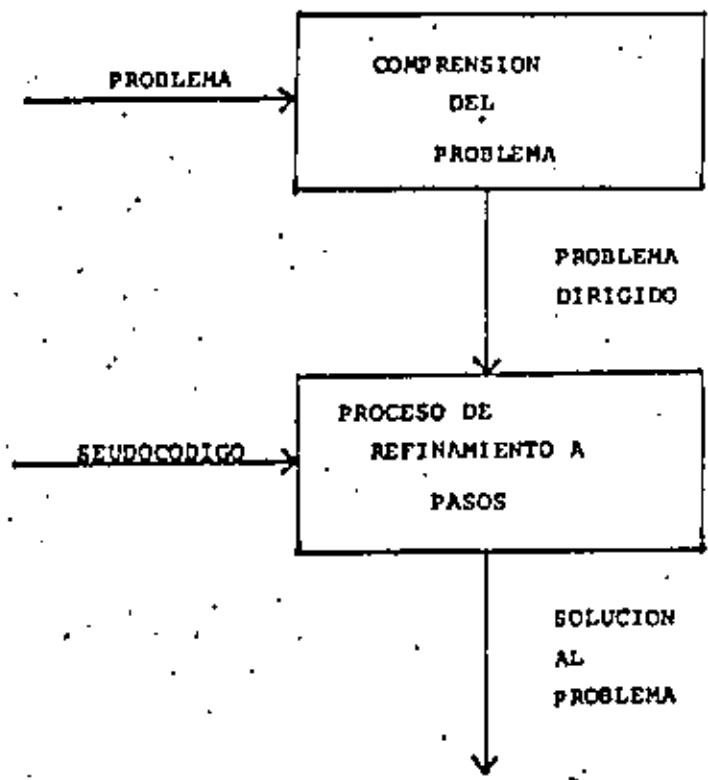 PROBLEMA
COMPRENSION
DEL
PROBLEMA
PROBLEMA
DIRIGIDO
PROCESO DE
REFINAMIENTO A
PASOS
SEUDOCODIGO
SOLUCION
AL
PROBLEMA